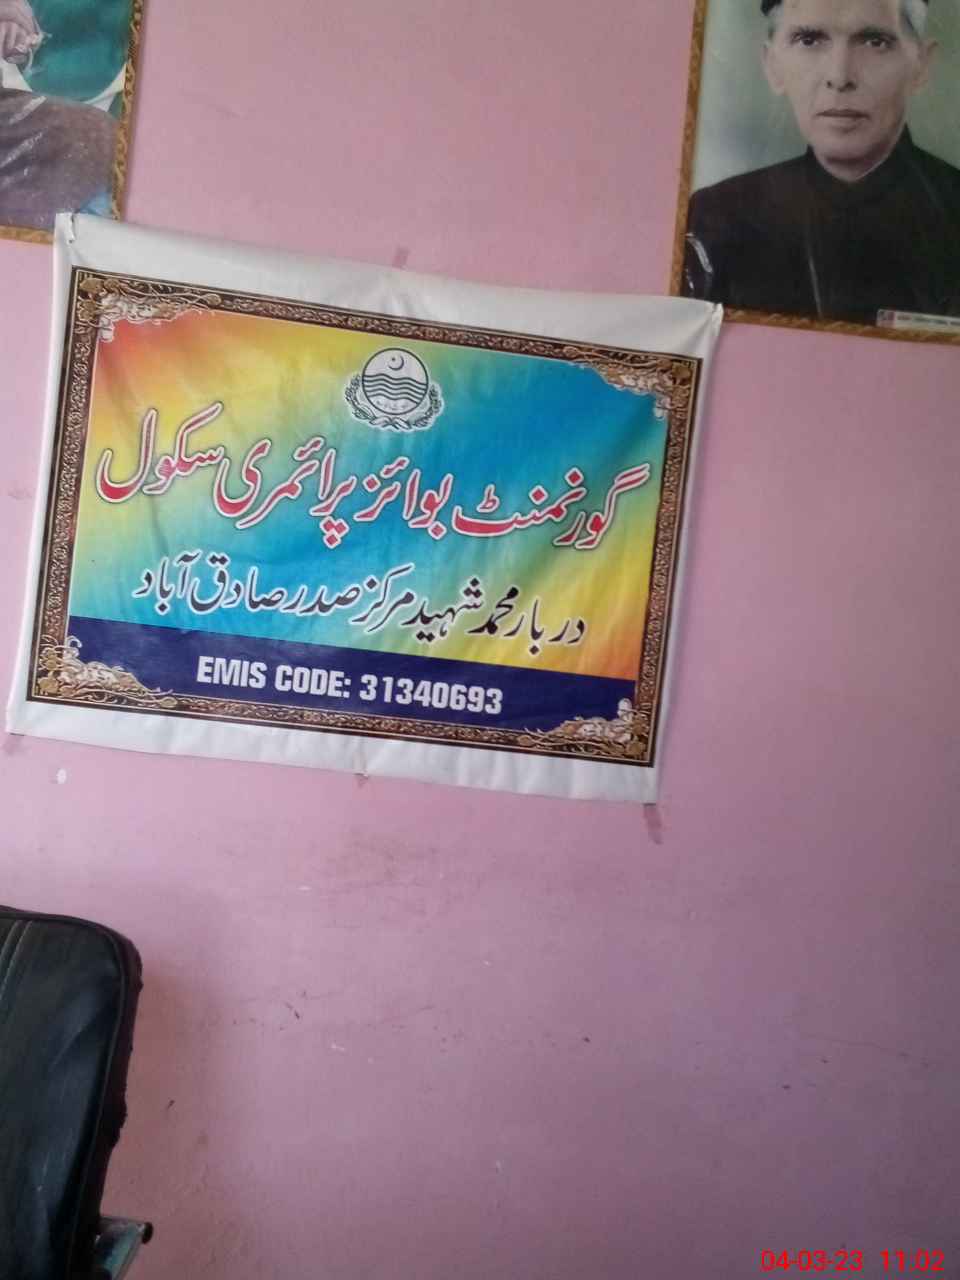 گورنمنٹ بوائز پرائمری سکول
دربار محمد شہید مرکز صدر صادق آباد
EMIS CODE: 31340693
04-03-23 11:02